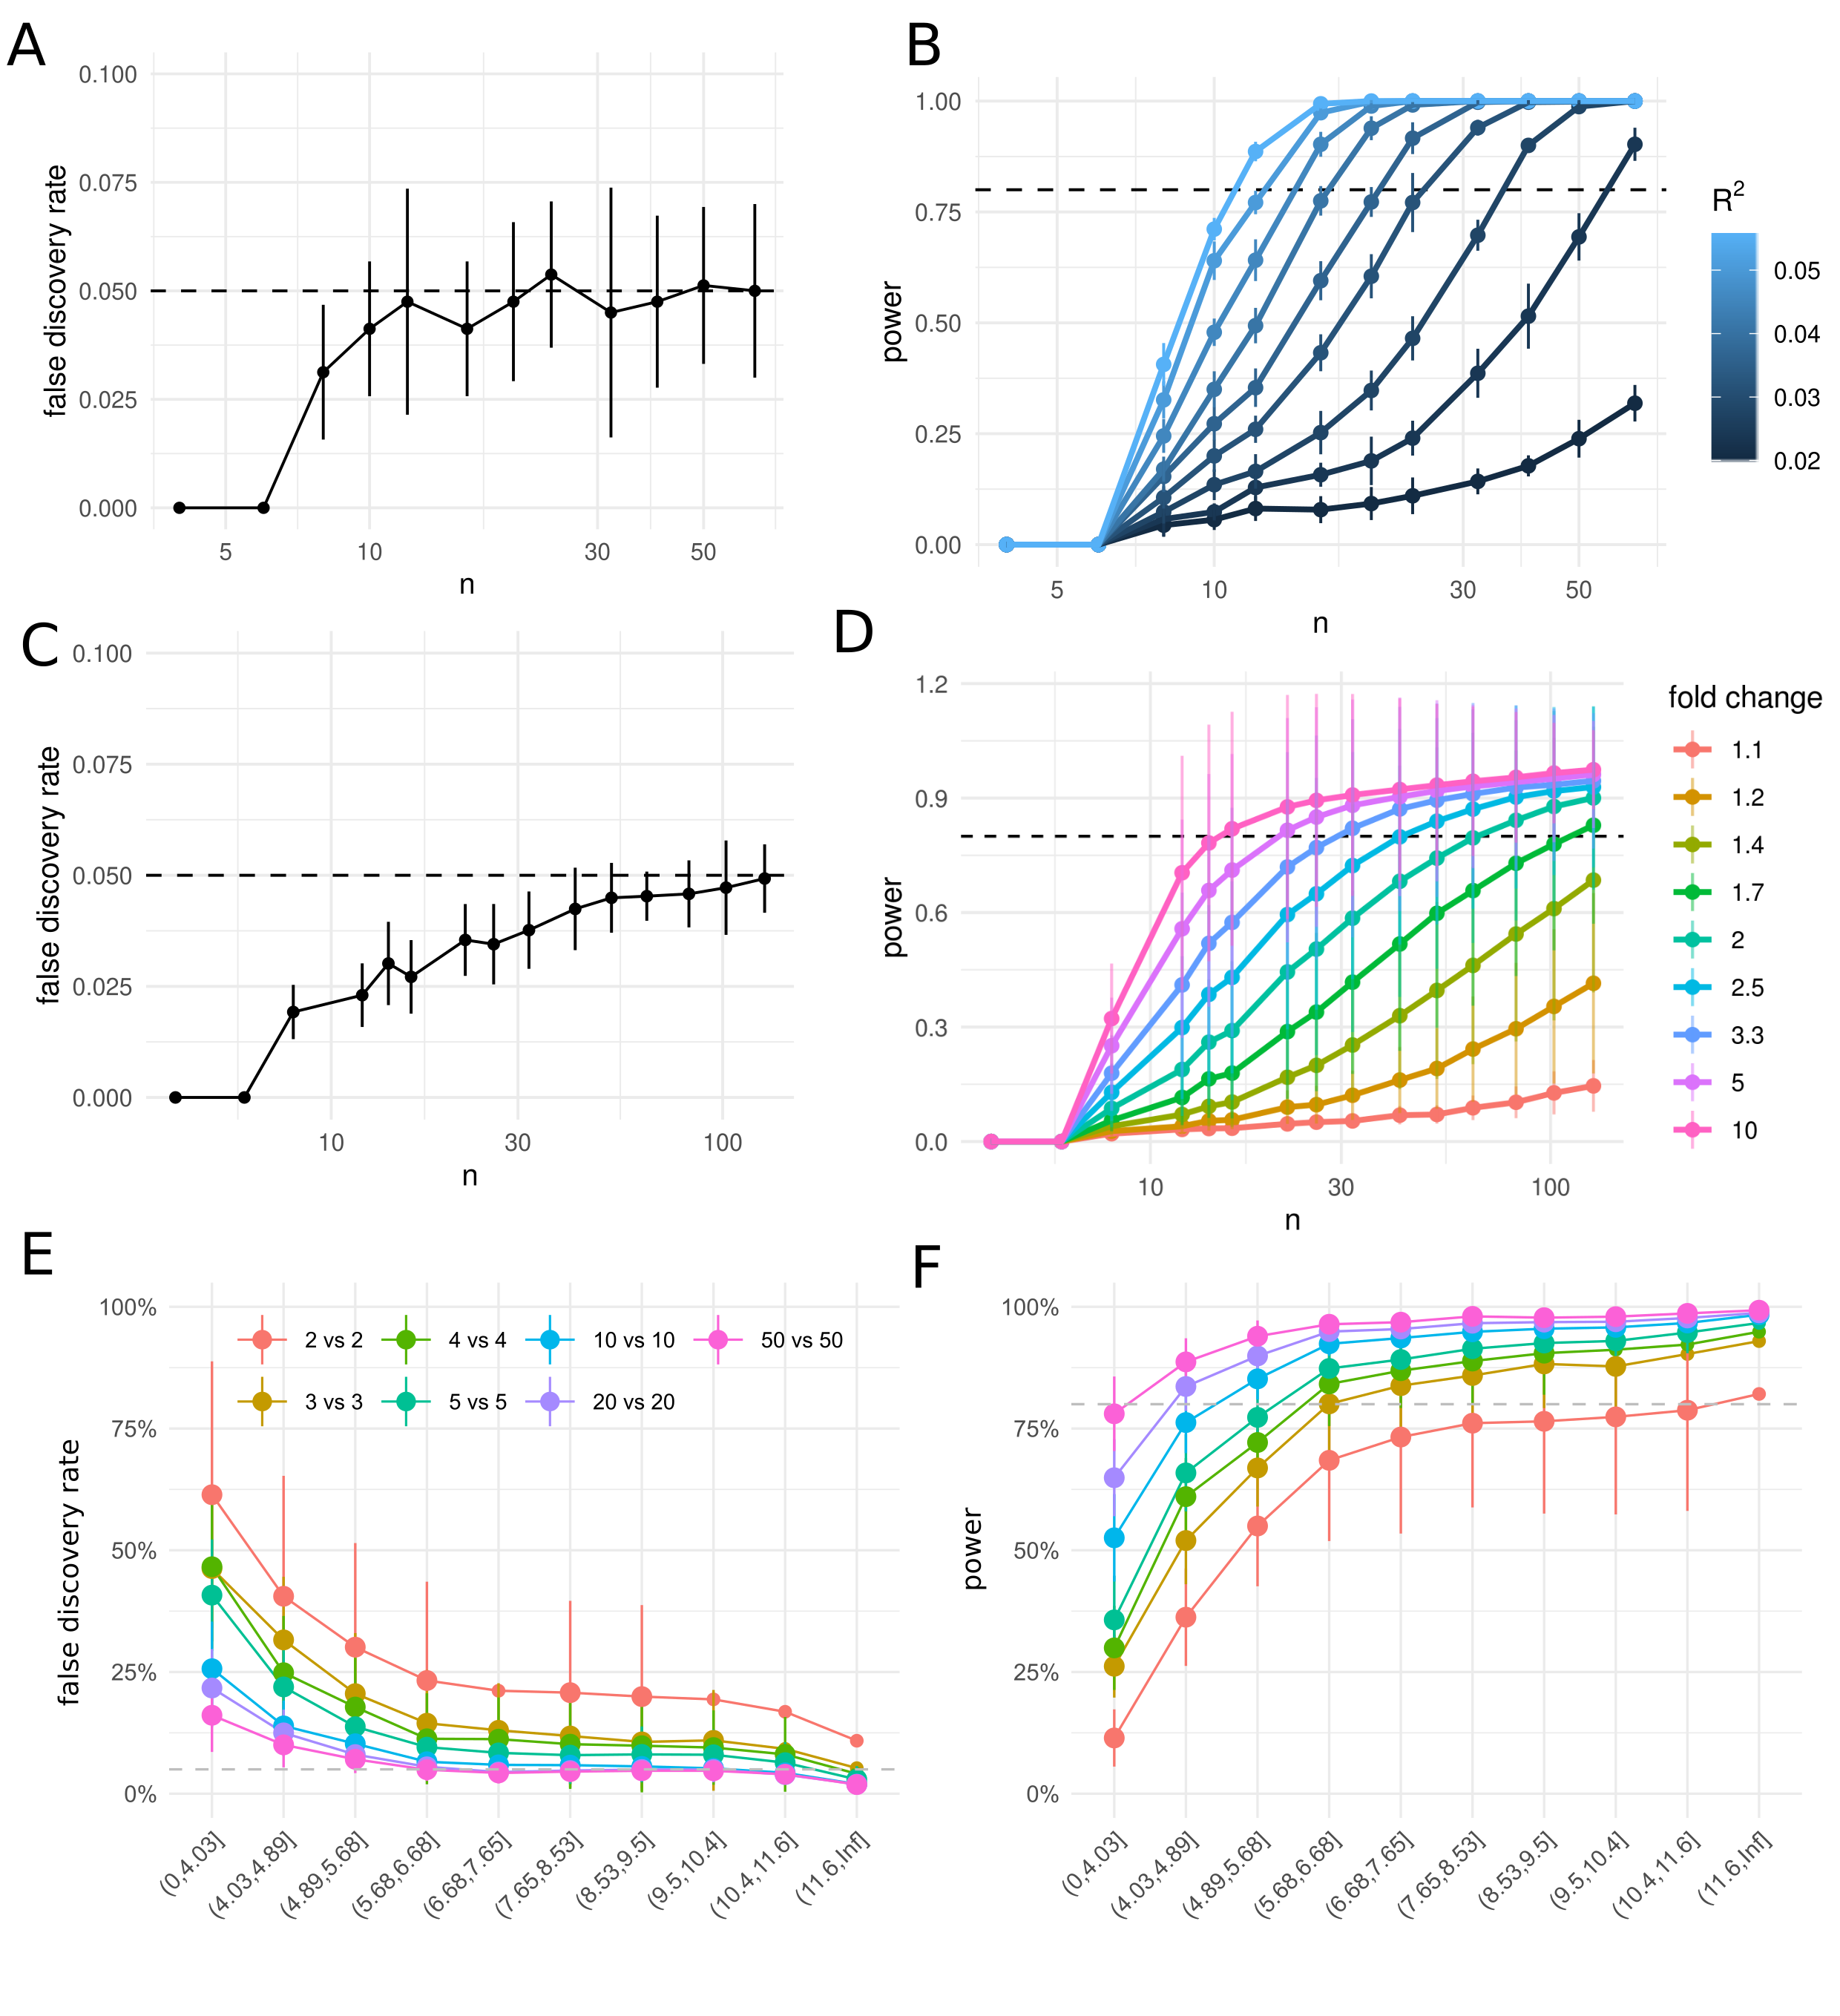 A
0.100
0.075
0.050
0.025
0.000
false discovery rate
5 10 30 50
n
B
1.00
0.75
0.50
0.25
0.00
power
5 10 30 50
n
R2
0.05
0.04
0.03
0.02
C
0.100
0.075
0.050
0.025
0.000
false discovery rate
10 30 100
n
D
1.2
0.9
0.6
0.3
0.0
power
10 30 100
n
fold change
1.1
1.2
1.4
1.7
2
2.5
3.3
5
10
E
100%
75%
50%
25%
0%
false discovery rate
2 vs 2 4 vs 4 10 vs 10 50 vs 50
3 vs 3 5 vs 5 20 vs 20
(0,4.03]
(4.03,4.89]
(4.89,5.68]
(5.68,6.68]
(6.68,7.65]
(7.65,8.53]
(8.53,9.5]
(9.5,10.4]
(10.4,11.6]
(11.6,Inf]
F
100%
75%
50%
25%
0%
power
(0,4.03]
(4.03,4.89]
(4.89,5.68]
(5.68,6.68]
(6.68,7.65]
(7.65,8.53]
(8.53,9.5]
(9.5,10.4]
(10.4,11.6]
(11.6,Inf]